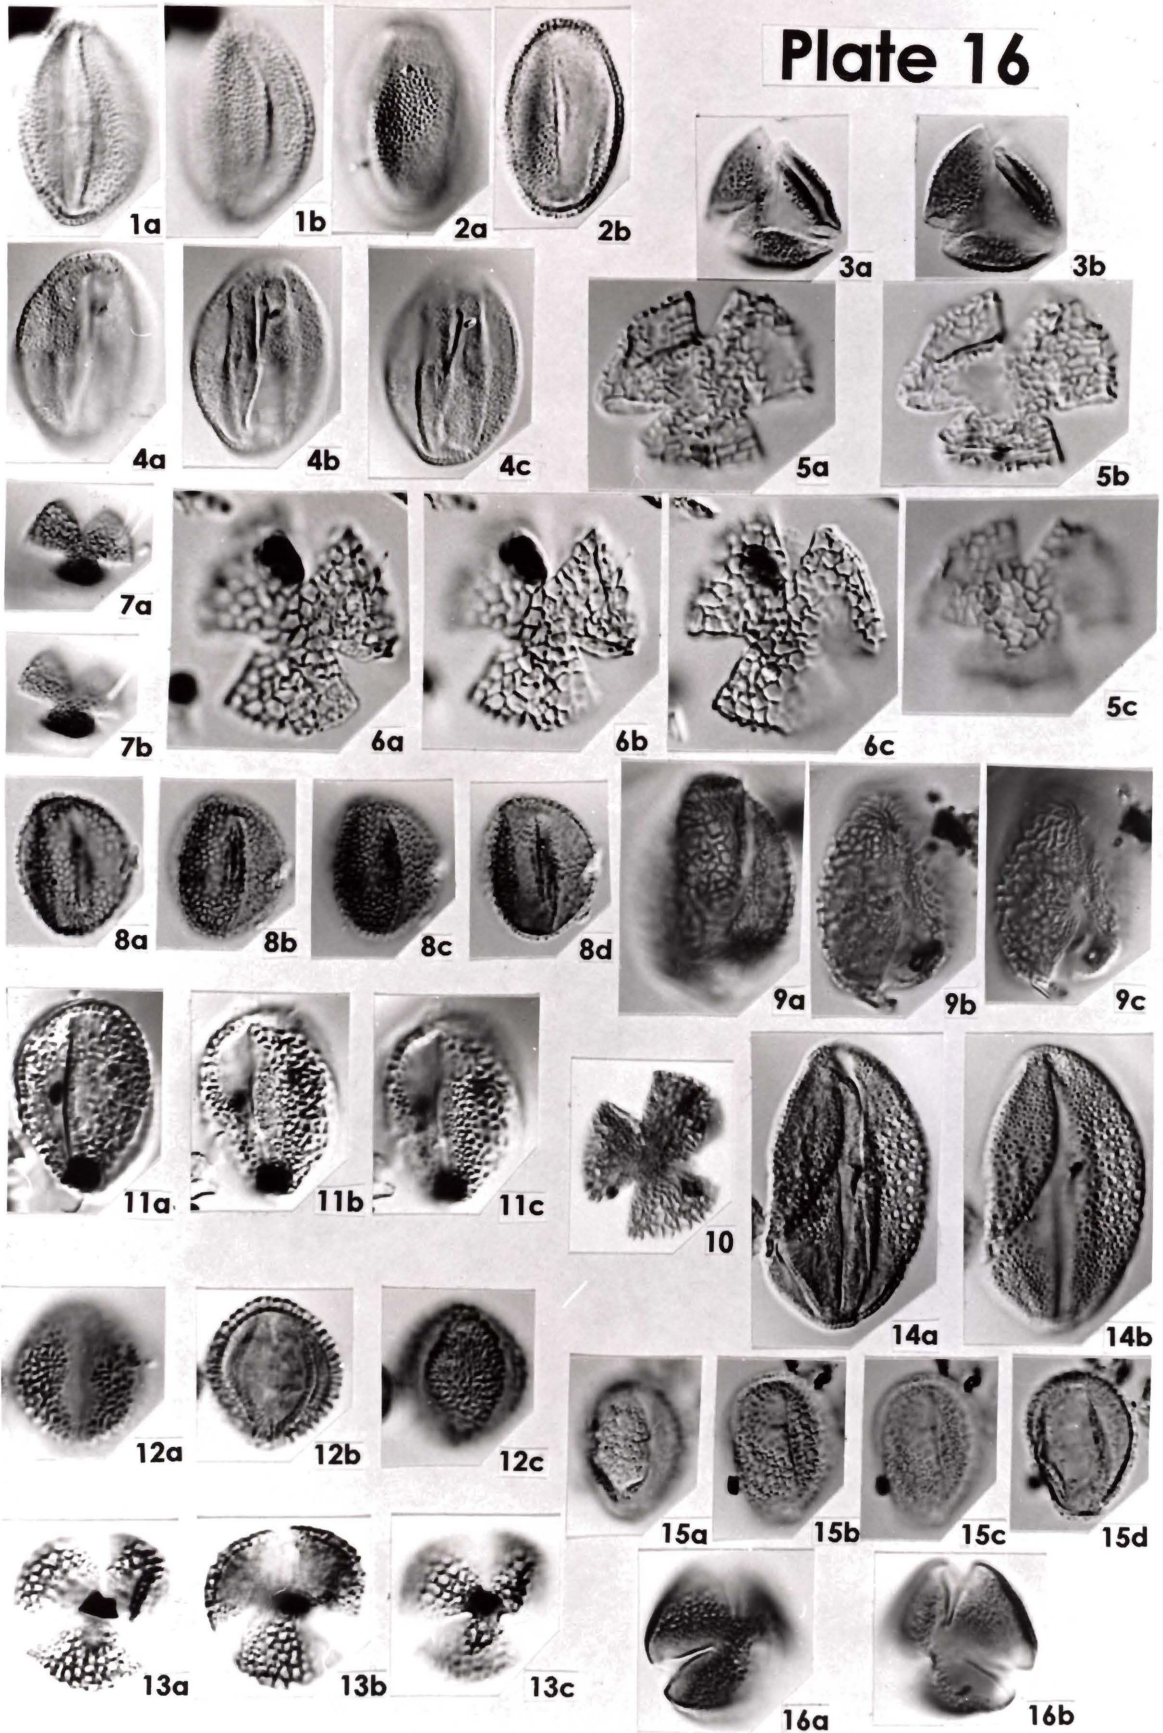 Plate 16
1a 1b 2a 2b
3a 3b
4a 4b 4c 5a 5b
7a
7b 6a 6b 6c 5c
8a 8b 8c 8d 9a 9b 9c
11a 11b 11c 10
14a 14b
12a 12b 12c
15a 15b 15c 15d
13a 13b 13c
16a 16b